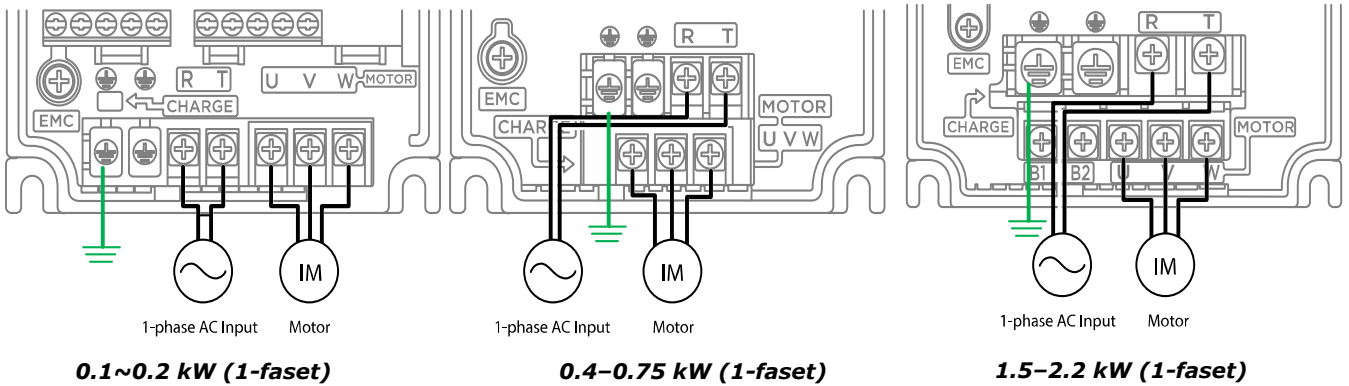 R T
U V W
MOTOR
CHARGE
EMC
1-phase AC Input
Motor
IM
0.1~0.2 kW (1-faset)
R T
EMC
CHARGE
MOTOR
U V W
1-phase AC Input
Motor
IM
0.4–0.75 kW (1-faset)
R T
EMC
CHARGE
MOTOR
B1 B2 U V W
IM
1-phase AC Input
Motor
1.5–2.2 kW (1-faset)